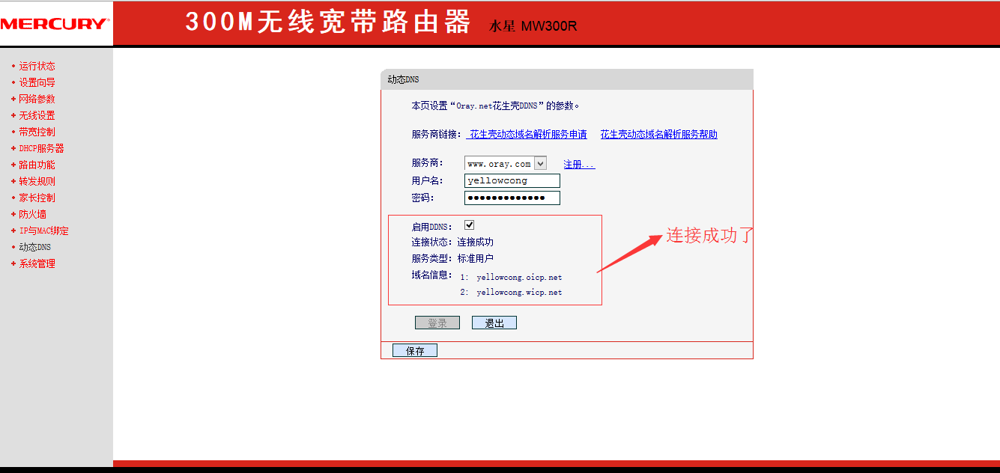 MERCURY
300M无线宽带路由器 水星 MW300R
运行状态
设置向导
网络参数
无线设置
带宽控制
DHCP服务器
路由功能
转发规则
家长控制
防火墙
IP与MAC绑定
动态DNS
系统管理
动态DNS
本页设置“Oray.net花生壳DDNS”的参数。
服务商链接： 花生壳动态域名解析服务申请 花生壳动态域名解析服务帮助
服务商： www.oray.com 注册...
用户名： yellowcong
密码： ●●●●●●●●●●●●●
启用DDNS：
连接状态：连接成功
服务类型：标准用户
域名信息： 1: yellowcong.oicp.net
2: yellowcong.wicp.net
连接成功了
登录 退出
保存